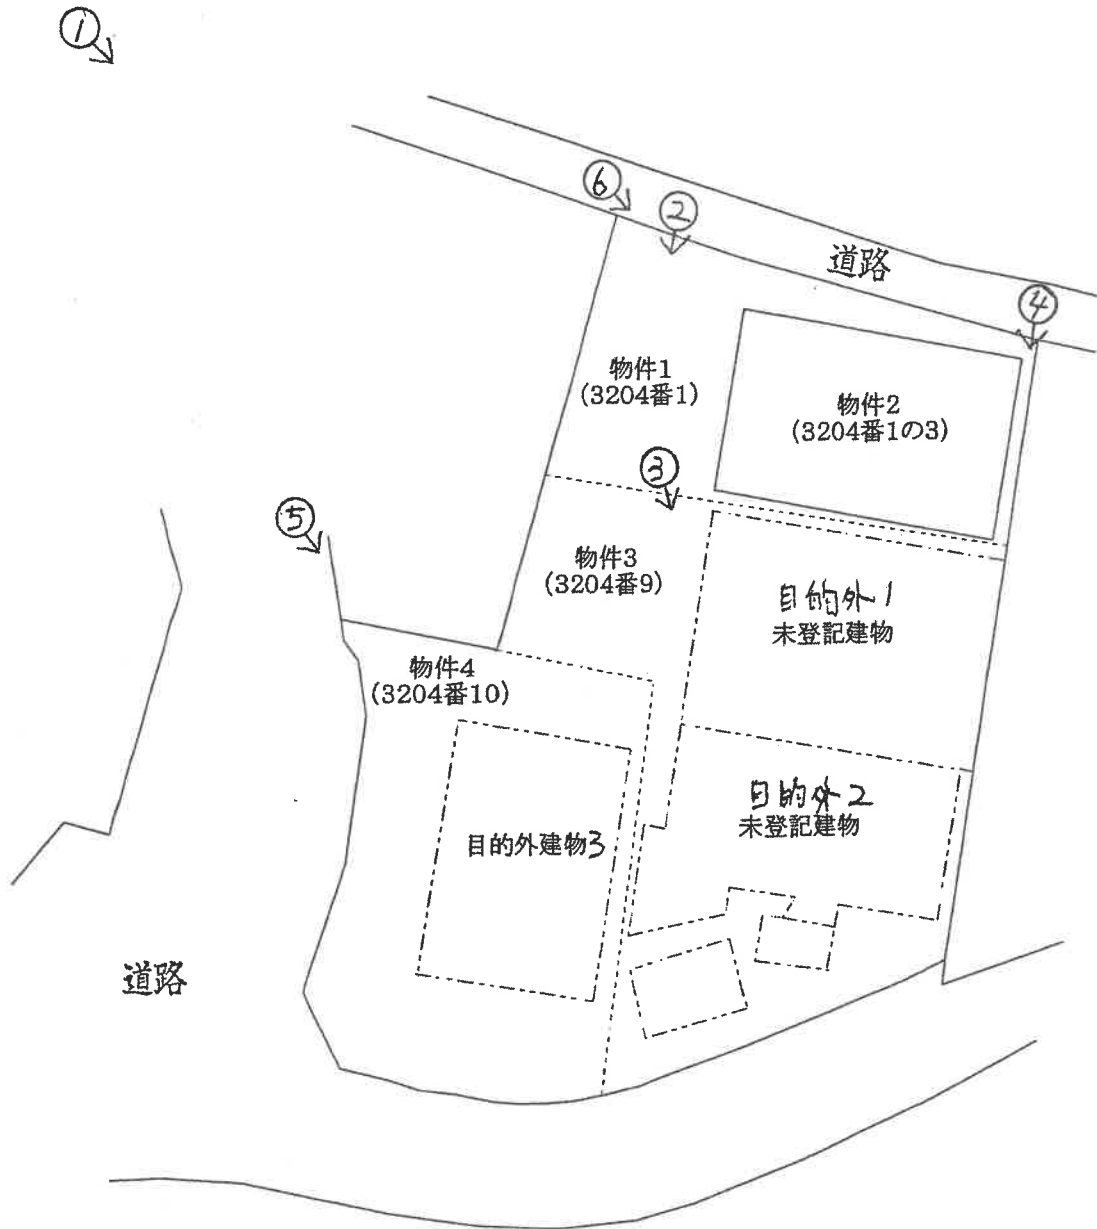 ①
⑥
②
道路
④
物件1
(3204番1)
物件2
(3204番1の3)
③
⑤
物件3
(3204番9)
目的外1
未登記建物
物件4
(3204番10)
目的外2
未登記建物
目的外建物3
道路